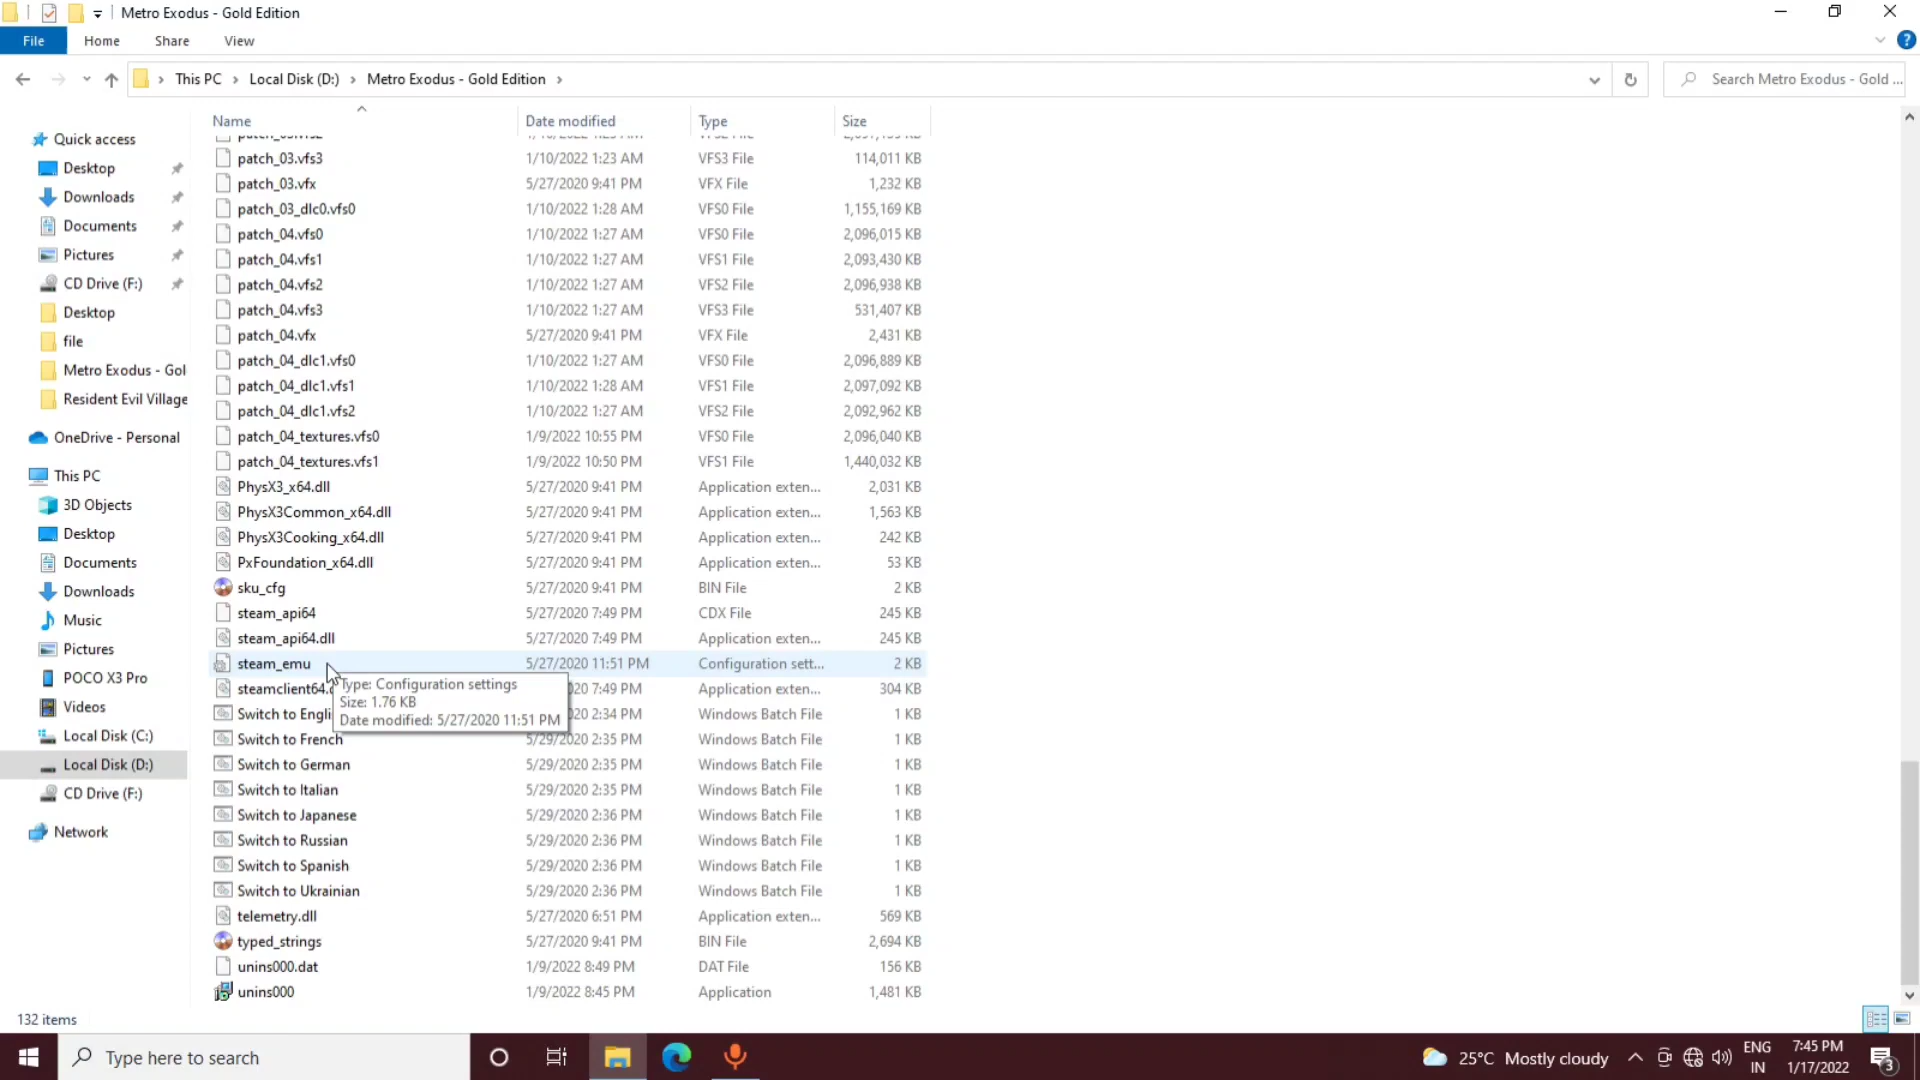 Metro Exodus - Gold Edition
File Home Share View
This PC Local Disk (D:) Metro Exodus - Gold Edition
Search Metro Exodus - Gold ...
Quick access
Desktop
Downloads
Documents
Pictures
CD Drive (F:)
Desktop
file
Metro Exodus - Gol
Resident Evil Village
OneDrive - Personal
This PC
3D Objects
Desktop
Documents
Downloads
Music
Pictures
POCO X3 Pro
Videos
Local Disk (C:)
Local Disk (D:)
CD Drive (F:)
Network
Name Date modified Type Size
patch_03.vfs3 1/10/2022 1:23 AM VFS3 File 114,011 KB
patch_03.vfx 5/27/2020 9:41 PM VFX File 1,232 KB
patch_03_dlc0.vfs0 1/10/2022 1:28 AM VFS0 File 1,155,169 KB
patch_04.vfs0 1/10/2022 1:27 AM VFS0 File 2,096,015 KB
patch_04.vfs1 1/10/2022 1:27 AM VFS1 File 2,093,430 KB
patch_04.vfs2 1/10/2022 1:27 AM VFS2 File 2,096,938 KB
patch_04.vfs3 1/10/2022 1:27 AM VFS3 File 531,407 KB
patch_04.vfx 5/27/2020 9:41 PM VFX File 2,431 KB
patch_04_dlc1.vfs0 1/10/2022 1:27 AM VFS0 File 2,096,889 KB
patch_04_dlc1.vfs1 1/10/2022 1:28 AM VFS1 File 2,097,092 KB
patch_04_dlc1.vfs2 1/10/2022 1:27 AM VFS2 File 2,092,962 KB
patch_04_textures.vfs0 1/9/2022 10:55 PM VFS0 File 2,096,040 KB
patch_04_textures.vfs1 1/9/2022 10:50 PM VFS1 File 1,440,032 KB
PhysX3_x64.dll 5/27/2020 9:41 PM Application exten... 2,031 KB
PhysX3Common_x64.dll 5/27/2020 9:41 PM Application exten... 1,563 KB
PhysX3Cooking_x64.dll 5/27/2020 9:41 PM Application exten... 242 KB
PxFoundation_x64.dll 5/27/2020 9:41 PM Application exten... 53 KB
sku_cfg 5/27/2020 9:41 PM BIN File 2 KB
steam_api64 5/27/2020 7:49 PM CDX File 245 KB
steam_api64.dll 5/27/2020 7:49 PM Application exten... 245 KB
steam_emu 5/27/2020 11:51 PM Configuration sett... 2 KB
steamclient64. 020 7:49 PM Application exten... 304 KB
Switch to Engli 020 2:34 PM Windows Batch File 1 KB
Type: Configuration settings
Size: 1.76 KB
Date modified: 5/27/2020 11:51 PM
Switch to French 5/29/2020 2:35 PM Windows Batch File 1 KB
Switch to German 5/29/2020 2:35 PM Windows Batch File 1 KB
Switch to Italian 5/29/2020 2:35 PM Windows Batch File 1 KB
Switch to Japanese 5/29/2020 2:36 PM Windows Batch File 1 KB
Switch to Russian 5/29/2020 2:36 PM Windows Batch File 1 KB
Switch to Spanish 5/29/2020 2:36 PM Windows Batch File 1 KB
Switch to Ukrainian 5/29/2020 2:36 PM Windows Batch File 1 KB
telemetry.dll 5/27/2020 6:51 PM Application exten... 569 KB
typed_strings 5/27/2020 9:41 PM BIN File 2,694 KB
unins000.dat 1/9/2022 8:49 PM DAT File 156 KB
unins000 1/9/2022 8:45 PM Application 1,481 KB
132 items
Type here to search
25°C Mostly cloudy
ENG
IN
7:45 PM
1/17/2022
3